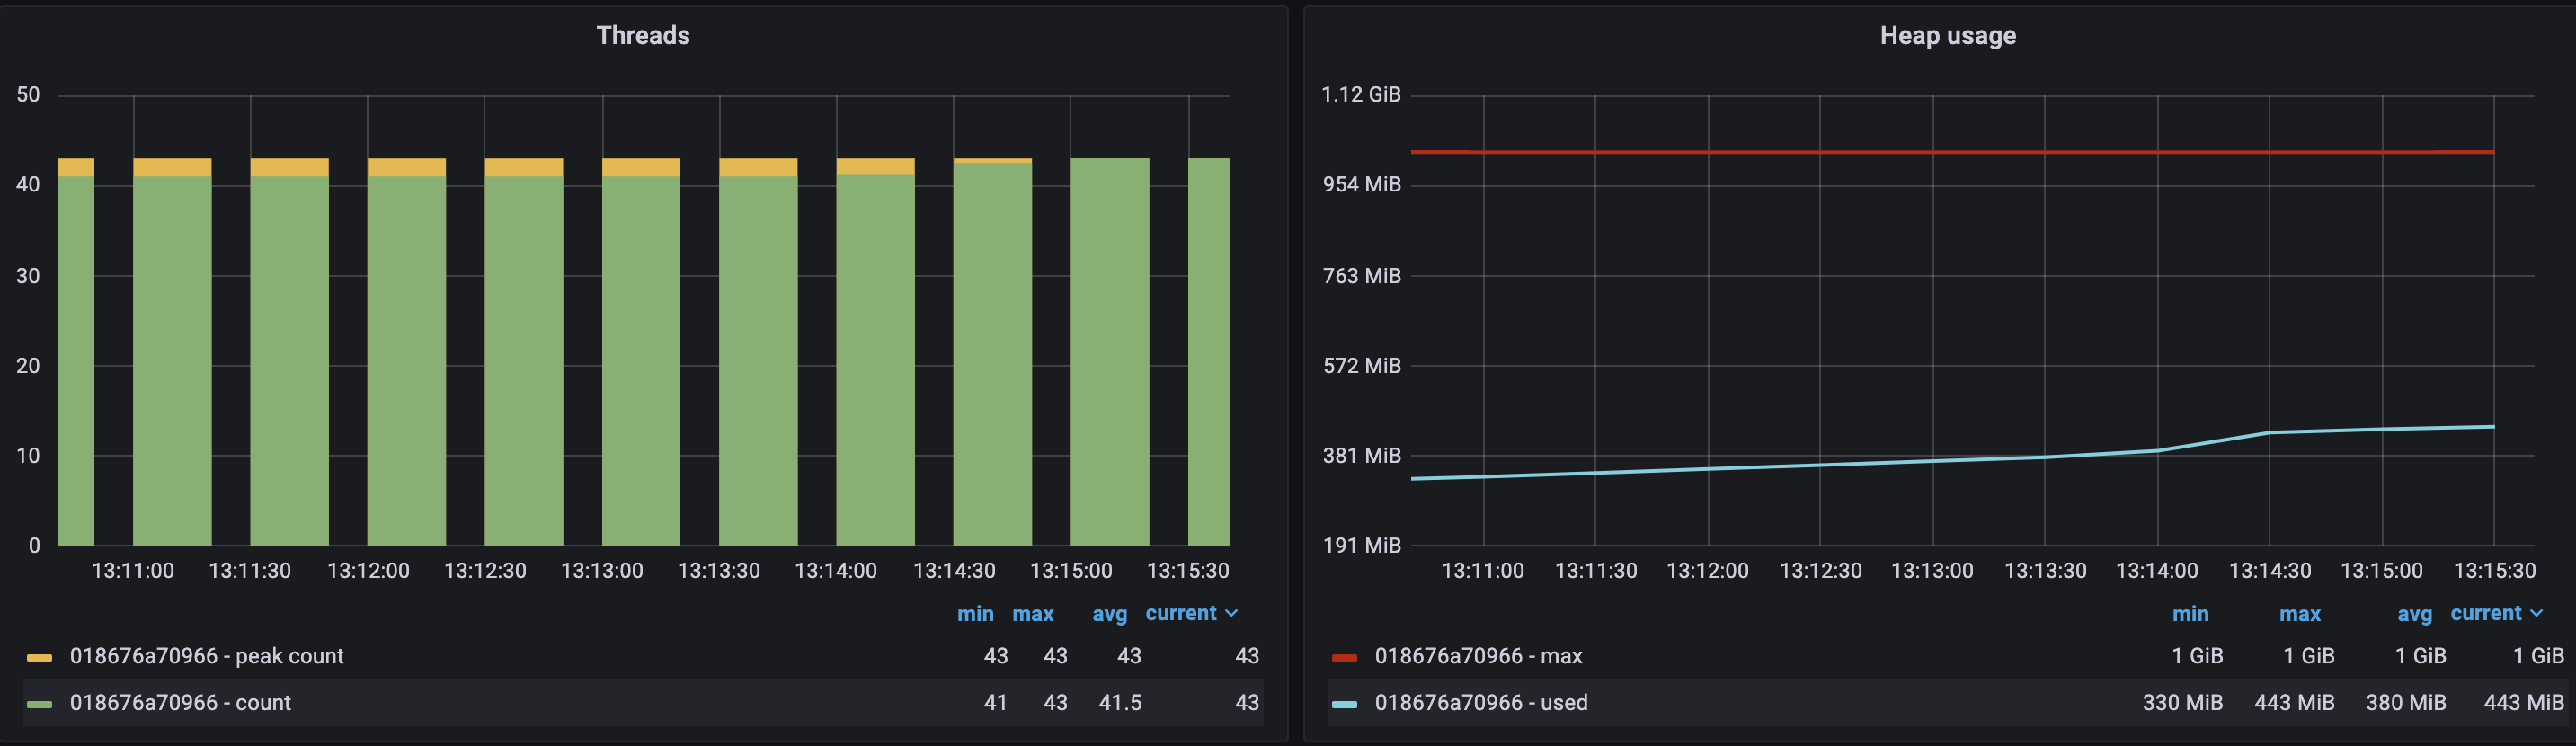 Threads
50
40
30
20
10
0
13:11:00 13:11:30 13:12:00 13:12:30 13:13:00 13:13:30 13:14:00 13:14:30 13:15:00 13:15:30
min max avg current
018676a70966 - peak count 43 43 43 43
018676a70966 - count 41 43 41.5 43
Heap usage
1.12 GiB
954 MiB
763 MiB
572 MiB
381 MiB
191 MiB
13:11:00 13:11:30 13:12:00 13:12:30 13:13:00 13:13:30 13:14:00 13:14:30 13:15:00 13:15:30
min max avg current
018676a70966 - max 1 GiB 1 GiB 1 GiB 1 GiB
018676a70966 - used 330 MiB 443 MiB 380 MiB 443 MiB